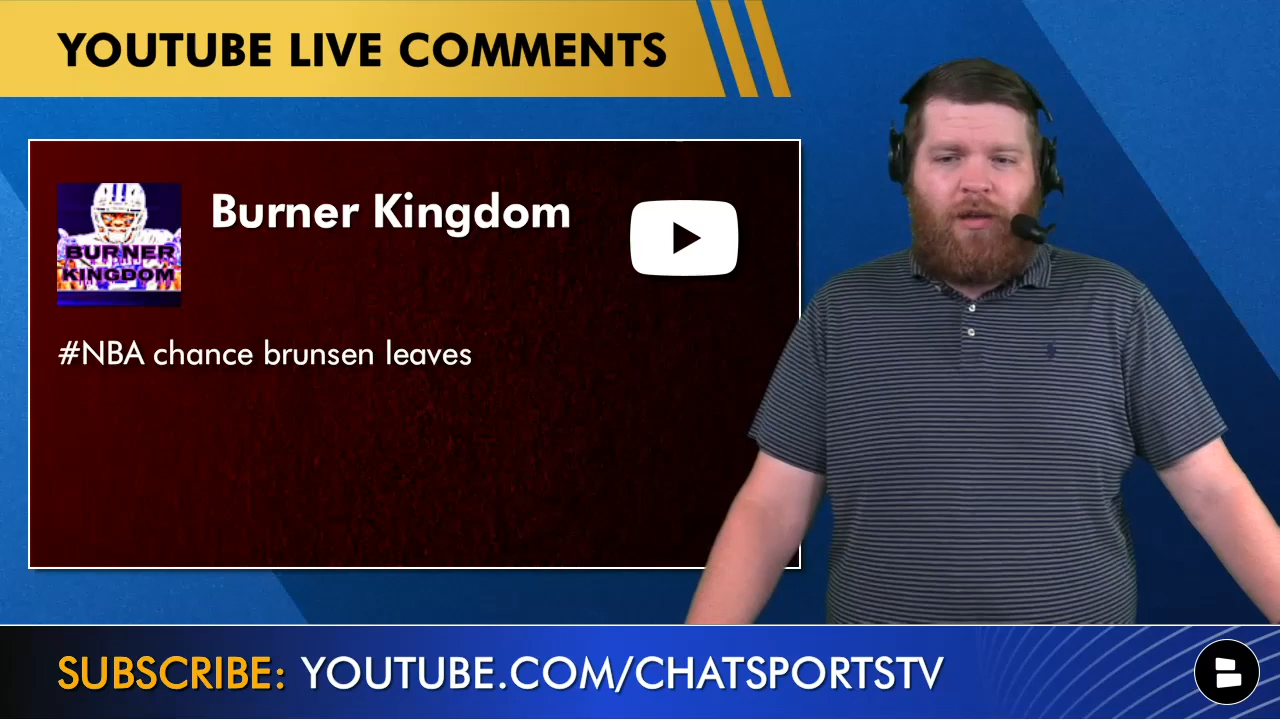 YOUTUBE LIVE COMMENTS
Burner Kingdom
BURNER
KINGDOM
#NBA chance brunsen leaves
SUBSCRIBE: YOUTUBE.COM/CHATSPORTSTV